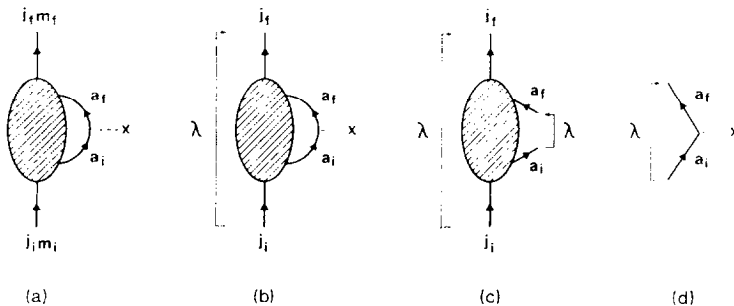 j_f m_f j_f j_f
a_f a_f a_f a_f
x λ x λ λ λ x
a_i a_i a_i a_i
j_i m_i j_i j_i
(a) (b) (c) (d)